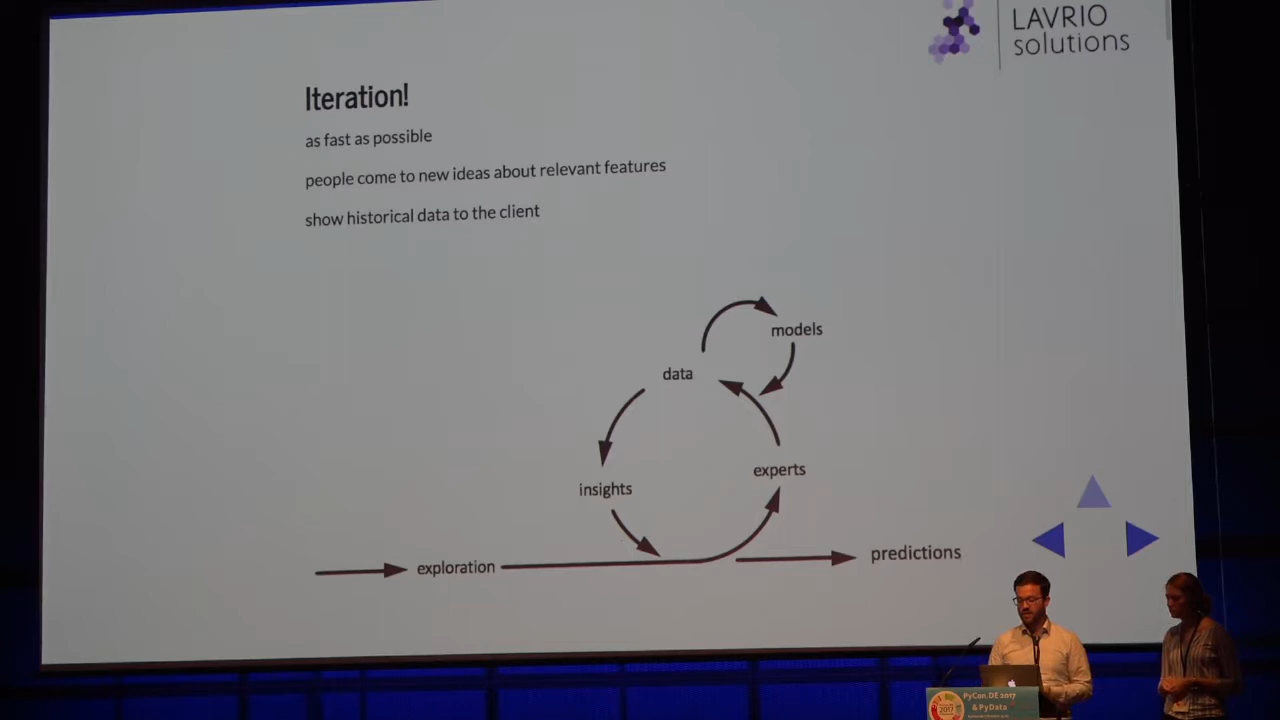 LAVRIO
solutions
Iteration!
as fast as possible
people come to new ideas about relevant features
show historical data to the client
models
data
experts
insights
predictions
exploration
PyCon.DE 2017
& PyData
2017